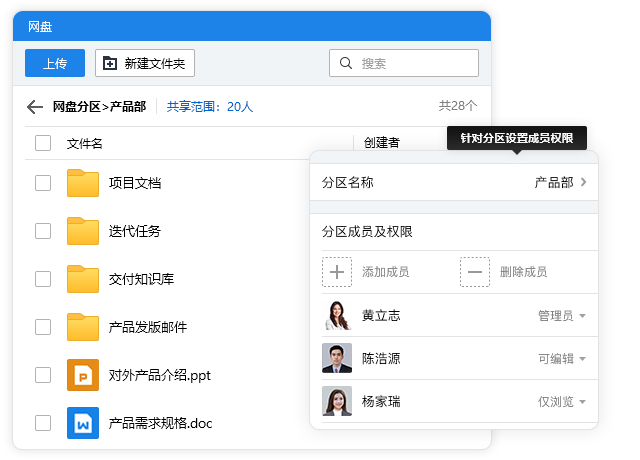 网盘
上传 新建文件夹 搜索
网盘分区>产品部 共享范围：20人 共28个
文件名 创建者
项目文档
迭代任务
交付知识库
产品发版邮件
对外产品介绍.ppt
产品需求规格.doc
针对分区设置成员权限
分区名称 产品部
分区成员及权限
添加成员 删除成员
黄立志 管理员
陈浩源 可编辑
杨家瑞 仅浏览